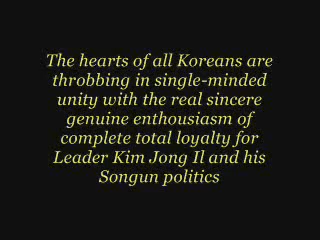 The hearts of all Koreans are
throbbing in single-minded
unity with the real sincere
genuine enthousiasm of
complete total loyalty for
Leader Kim Jong Il and his
Songun politics